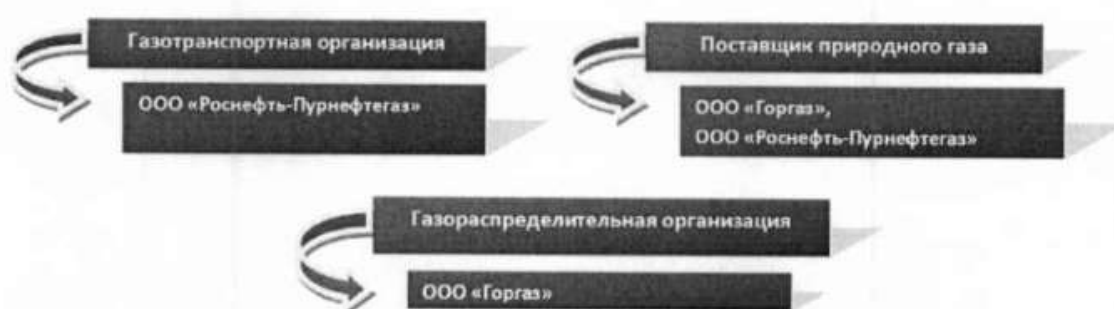 Газотранспортная организация
ООО «Роснефть-Пурнефтегаз»
Поставщик природного газа
ООО «Горгаз»,
ООО «Роснефть-Пурнефтегаз»
Газораспределительная организация
ООО «Горгаз»